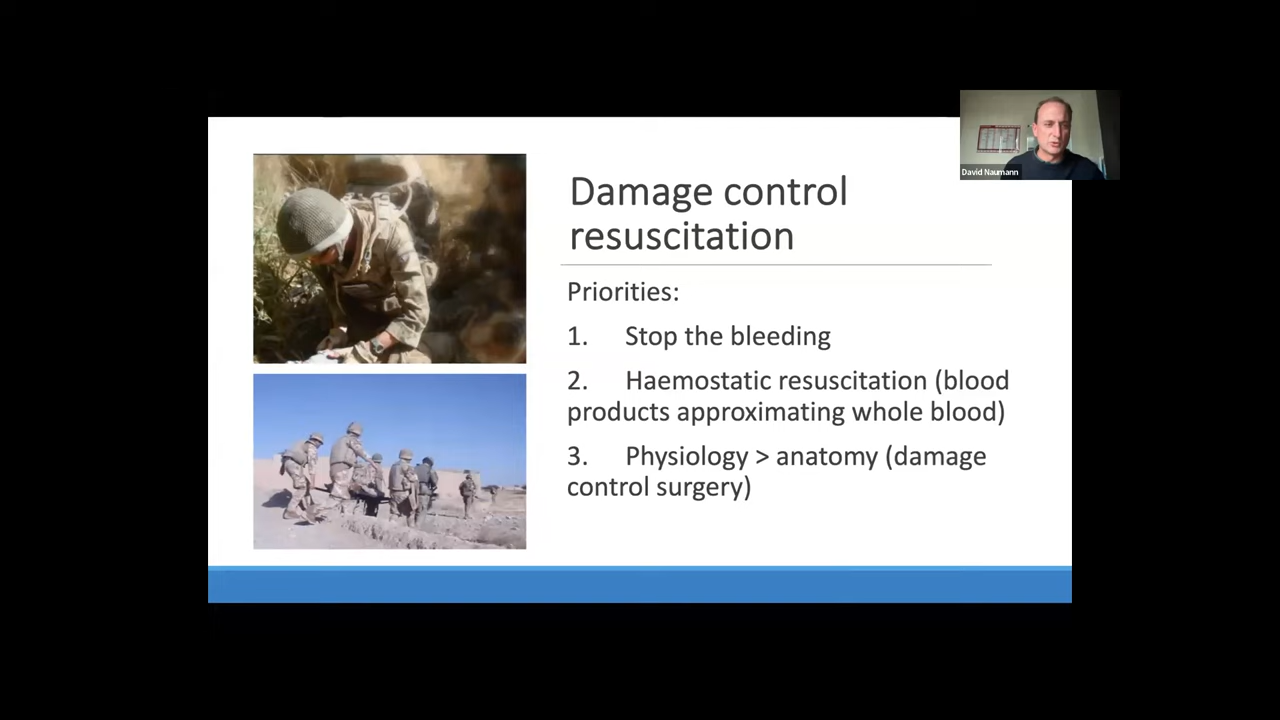 David Naumann
Damage control
resuscitation
Priorities:
1. Stop the bleeding
2. Haemostatic resuscitation (blood
products approximating whole blood)
3. Physiology > anatomy (damage
control surgery)